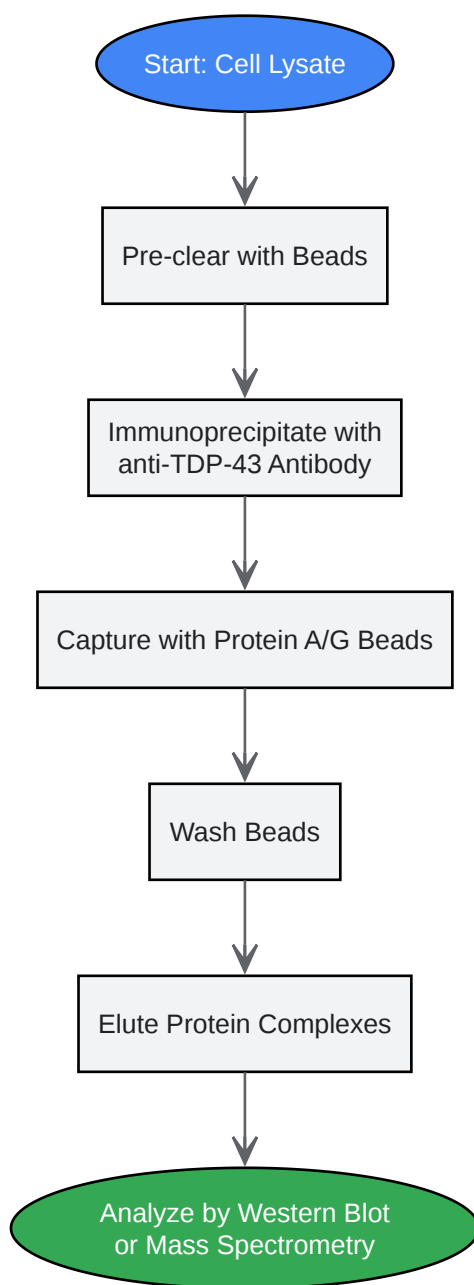 Start: Cell Lysate
Pre-clear with Beads
Immunoprecipitate with
anti-TDP-43 Antibody
Capture with Protein A/G Beads
Wash Beads
Elute Protein Complexes
Analyze by Western Blot
or Mass Spectrometry